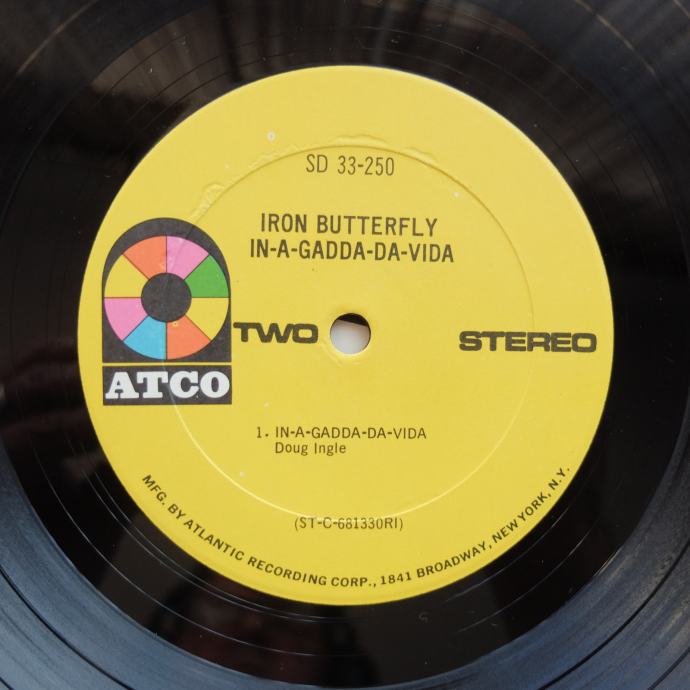 SD 33-250
IRON BUTTERFLY
IN-A-GADDA-DA-VIDA
ATCO
TWO
STEREO
1. IN-A-GADDA-DA-VIDA
Doug Ingle
(ST-C-681330RI)
MFG. BY ATLANTIC RECORDING CORP., 1841 BROADWAY, NEW YORK, N.Y.